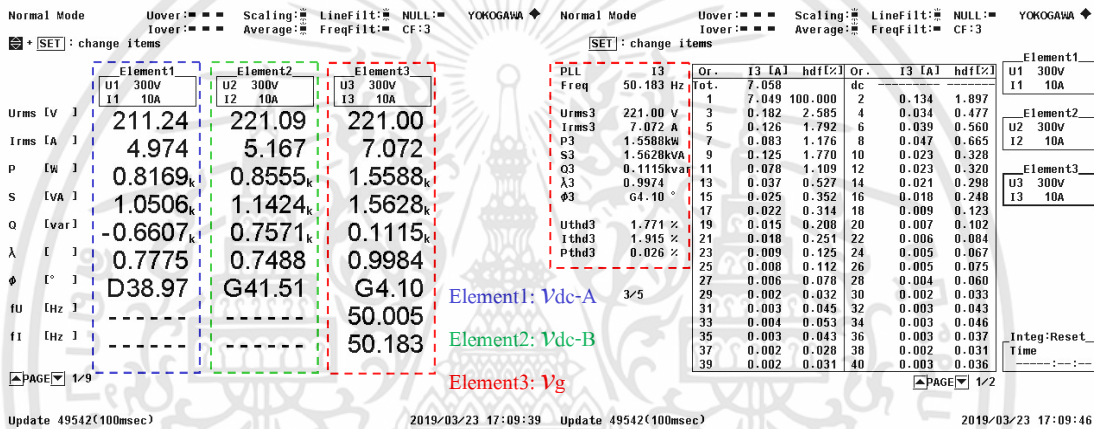 Normal Mode Uover: Scaling: LineFilt: NULL: YOKOGAWA
Iover: Average: FreqFilt: CF:3
+ SET : change items
Element1 Element2 Element3
U1 300V U2 300V U3 300V
I1 10A I2 10A I3 10A
Urms [V ] 211.24 221.09 221.00
Irms [A ] 4.974 5.167 7.072
P [W ] 0.8169k 0.8555k 1.5588k
S [VA ] 1.0506k 1.1424k 1.5628k
Q [var] -0.6607k 0.7571k 0.1115k
λ [ ] 0.7775 0.7488 0.9984
ϕ [° ] D38.97 G41.51 G4.10
fU [Hz ] ------ ------ 50.005
fI [Hz ] ------ ------ 50.183
PAGE 1/9
Update 49542(100msec) 2019/03/23 17:09:39
Element1: Vdc-A
Element2: Vdc-B
Element3: Vg
Normal Mode Uover: Scaling: LineFilt: NULL: YOKOGAWA
Iover: Average: FreqFilt: CF:3
SET : change items
PLL I3
Freq 50.183 Hz
Urms3 221.00 V
Irms3 7.072 A
P3 1.5588kW
S3 1.5628kVA
Q3 0.1115kvar
λ3 0.9974
ϕ3 G4.10 °
Uthd3 1.771 %
Ithd3 1.915 %
Pthd3 0.026 %
3/5
Or. I3 [A] hdf[%] Or. I3 [A] hdf[%]
Tot. 7.058 dc -------- --------
1 7.049 100.000 2 0.134 1.897
3 0.182 2.585 4 0.034 0.477
5 0.126 1.792 6 0.039 0.560
7 0.083 1.176 8 0.047 0.665
9 0.125 1.770 10 0.023 0.328
11 0.078 1.109 12 0.023 0.320
13 0.037 0.527 14 0.021 0.298
15 0.025 0.352 16 0.018 0.248
17 0.022 0.314 18 0.009 0.123
19 0.015 0.208 20 0.007 0.102
21 0.018 0.251 22 0.006 0.084
23 0.009 0.125 24 0.005 0.067
25 0.008 0.112 26 0.005 0.075
27 0.006 0.078 28 0.004 0.060
29 0.002 0.032 30 0.002 0.033
31 0.003 0.045 32 0.003 0.043
33 0.004 0.053 34 0.003 0.046
35 0.003 0.043 36 0.003 0.037
37 0.002 0.028 38 0.002 0.031
39 0.002 0.031 40 0.003 0.036
PAGE 1/2
Element1
U1 300V
I1 10A
Element2
U2 300V
I2 10A
Element3
U3 300V
I3 10A
Integ:Reset
Time
-----:--:--
Update 49542(100msec) 2019/03/23 17:09:46